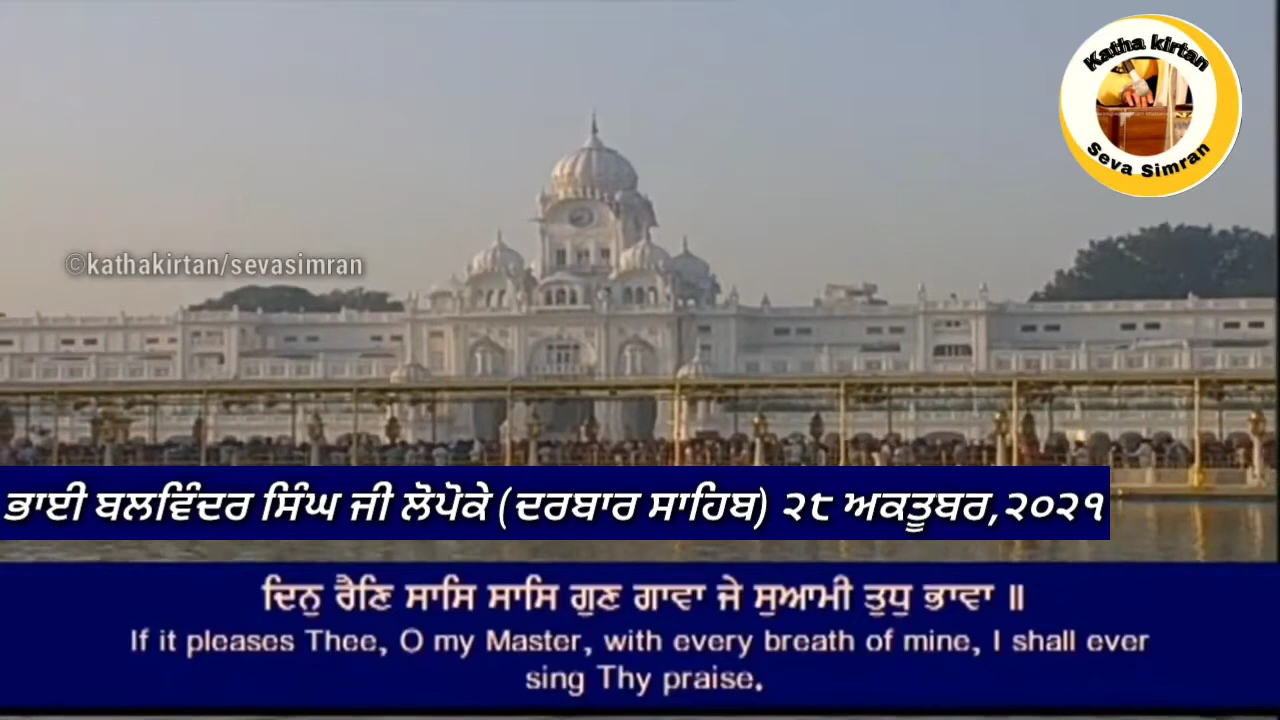 Katha kirtan
Seva Simran
©kathakirtan/sevasimran
ਭਾਈ ਬਲਵਿੰਦਰ ਸਿੰਘ ਜੀ ਲੋਪੋਕੇ (ਦਰਬਾਰ ਸਾਹਿਬ) ੨੮ ਅਕਤੂਬਰ,੨੦੨੧
ਦਿਨੁ ਰੈਣਿ ਸਾਸਿ ਸਾਸਿ ਗੁਣ ਗਾਵਾ ਜੇ ਸੁਆਮੀ ਤੁਧੁ ਭਾਵਾ ॥
If it pleases Thee, O my Master, with every breath of mine, I shall ever
sing Thy praise.